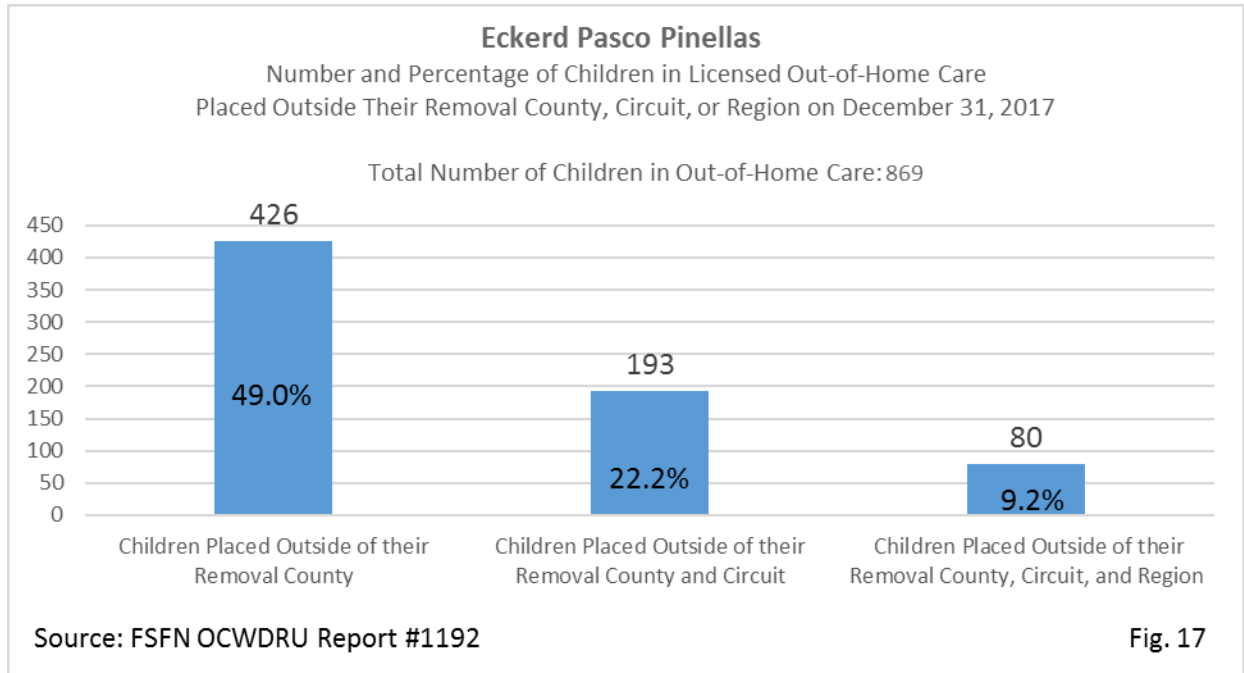 Eckerd Pasco Pinellas
Number and Percentage of Children in Licensed Out-of-Home Care
Placed Outside Their Removal County, Circuit, or Region on December 31, 2017
Total Number of Children in Out-of-Home Care: 869
450
400
350
300
250
200
150
100
50
0
426
49.0%
193
22.2%
80
9.2%
Children Placed Outside of their
Removal County
Children Placed Outside of their
Removal County and Circuit
Children Placed Outside of their
Removal County, Circuit, and Region
Source: FSFN OCWDRU Report #1192
Fig. 17